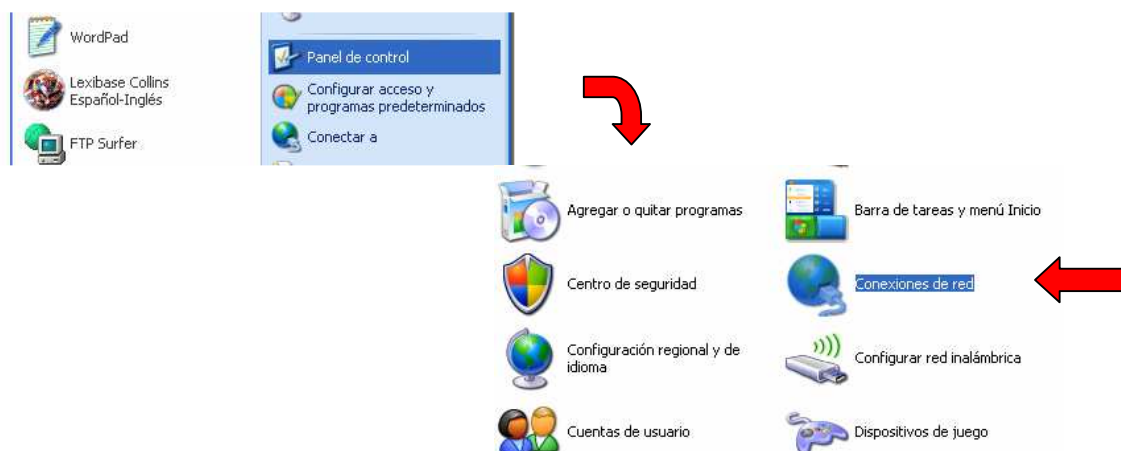 WordPad
Lexibase Collins
Español-Inglés
FTP Surfer
Panel de control
Configurar acceso y
programas predeterminados
Conectar a
Agregar o quitar programas
Barra de tareas y menú Inicio
Centro de seguridad
Conexiones de red
Configuración regional y de
idioma
Configurar red inalámbrica
Cuentas de usuario
Dispositivos de juego